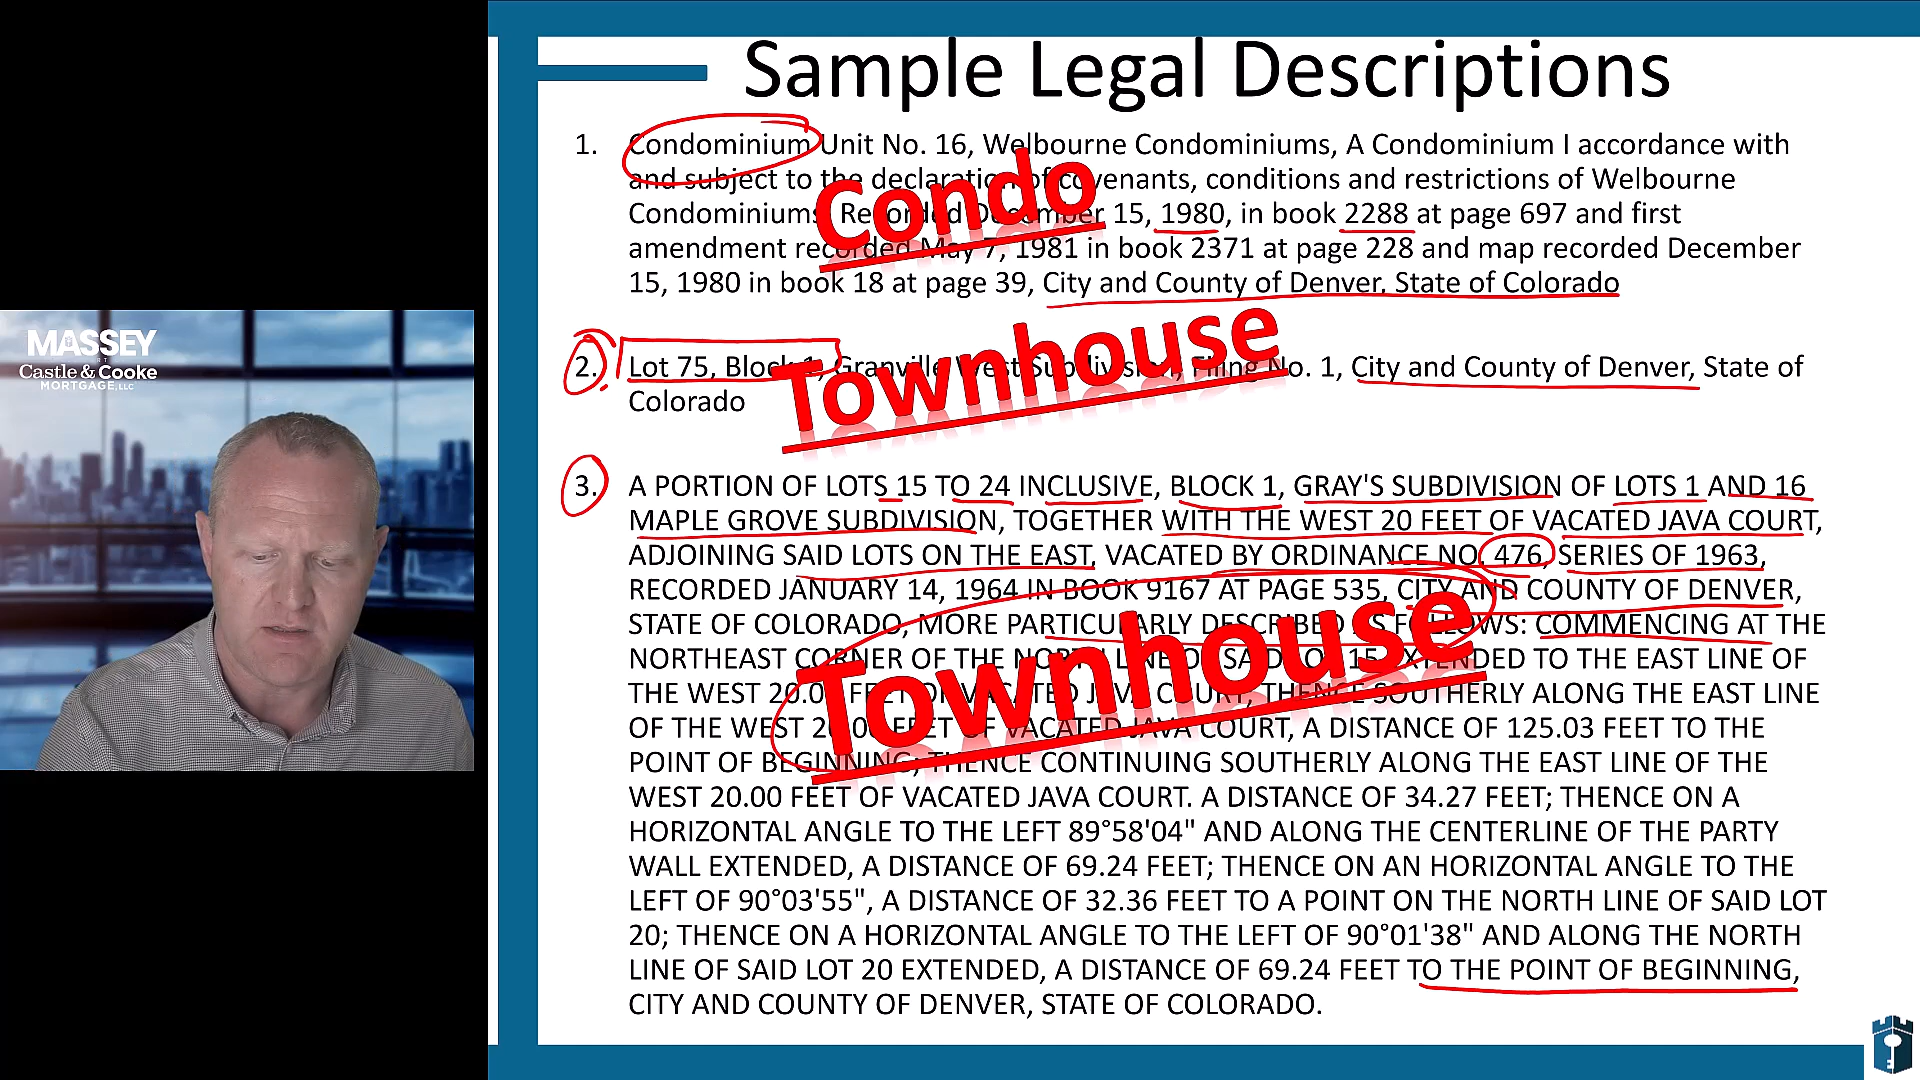 Sample Legal Descriptions
1. Condominium Unit No. 16, Welbourne Condominiums, A Condominium I accordance with
and subject to the declaration of covenants, conditions and restrictions of Welbourne
Condominiums Recorded December 15, 1980, in book 2288 at page 697 and first
amendment recorded May 7, 1981 in book 2371 at page 228 and map recorded December
15, 1980 in book 18 at page 39, City and County of Denver, State of Colorado
Condo
2. Lot 75, Block 1, Granville West Subdivision, Filing No. 1, City and County of Denver, State of
Colorado
Townhouse
MASSEY
Castle & Cooke
MORTGAGE, LLC
3. A PORTION OF LOTS 15 TO 24 INCLUSIVE, BLOCK 1, GRAY'S SUBDIVISION OF LOTS 1 AND 16
MAPLE GROVE SUBDIVISION, TOGETHER WITH THE WEST 20 FEET OF VACATED JAVA COURT,
ADJOINING SAID LOTS ON THE EAST, VACATED BY ORDINANCE NO. 476, SERIES OF 1963,
RECORDED JANUARY 14, 1964 IN BOOK 9167 AT PAGE 535, CITY AND COUNTY OF DENVER,
STATE OF COLORADO, MORE PARTICULARLY DESCRIBED AS FOLLOWS: COMMENCING AT THE
NORTHEAST CORNER OF THE NORTH LINE OF SAID LOT 15, EXTENDED TO THE EAST LINE OF
THE WEST 20.00 FEET OF VACATED JAVA COURT, THENCE SOUTHERLY ALONG THE EAST LINE
OF THE WEST 20.00 FEET OF VACATED JAVA COURT, A DISTANCE OF 125.03 FEET TO THE
POINT OF BEGINNING; THENCE CONTINUING SOUTHERLY ALONG THE EAST LINE OF THE
WEST 20.00 FEET OF VACATED JAVA COURT. A DISTANCE OF 34.27 FEET; THENCE ON A
HORIZONTAL ANGLE TO THE LEFT 89°58'04" AND ALONG THE CENTERLINE OF THE PARTY
WALL EXTENDED, A DISTANCE OF 69.24 FEET; THENCE ON AN HORIZONTAL ANGLE TO THE
LEFT OF 90°03'55", A DISTANCE OF 32.36 FEET TO A POINT ON THE NORTH LINE OF SAID LOT
20; THENCE ON A HORIZONTAL ANGLE TO THE LEFT OF 90°01'38" AND ALONG THE NORTH
LINE OF SAID LOT 20 EXTENDED, A DISTANCE OF 69.24 FEET TO THE POINT OF BEGINNING,
CITY AND COUNTY OF DENVER, STATE OF COLORADO.
Townhouse